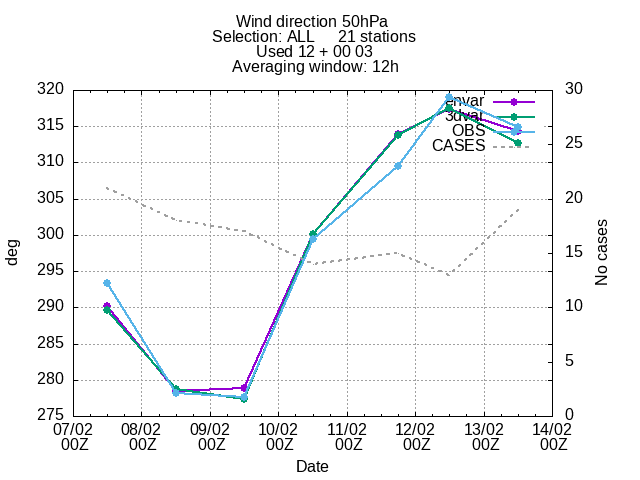 Wind direction 50hPa
Selection: ALL 21 stations
Used 12 + 00 03
Averaging window: 12h
320 30
envar
3dvar
315
OBS
25
CASES
310
305 20
300
295 15
290 10
285
5
280
275 0
deg
No cases
07/02 08/02 09/02 10/02 11/02 12/02 13/02 14/02
00Z 00Z 00Z 00Z 00Z 00Z 00Z 00Z
Date